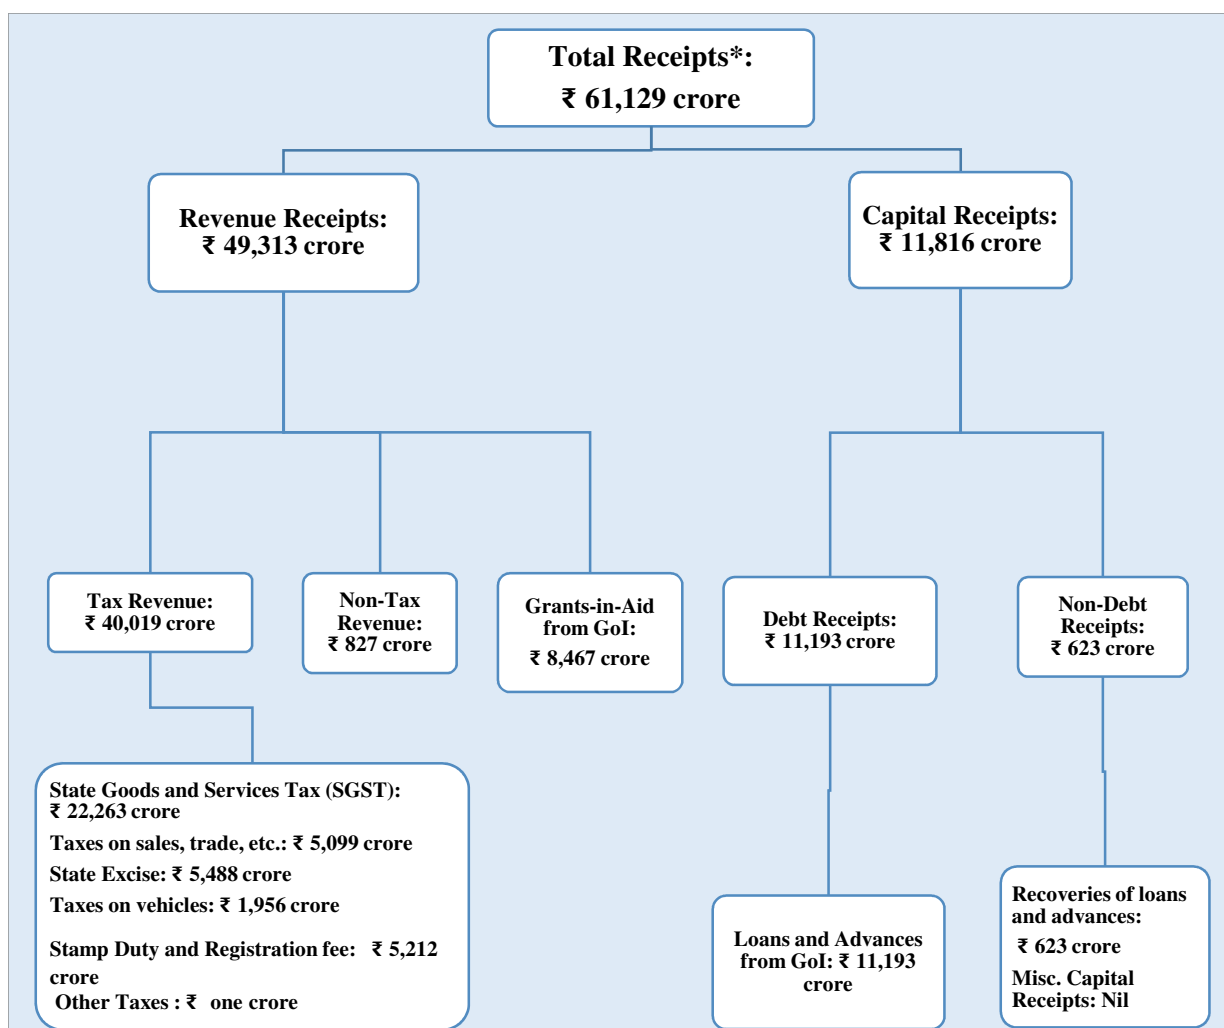 Total Receipts*:
₹ 61,129 crore
Revenue Receipts:
₹ 49,313 crore
Capital Receipts:
₹ 11,816 crore
Tax Revenue:
₹ 40,019 crore
Non-Tax
Revenue:
₹ 827 crore
Grants-in-Aid
from GoI:
₹ 8,467 crore
Debt Receipts:
₹ 11,193 crore
Non-Debt
Receipts:
₹ 623 crore
State Goods and Services Tax (SGST):
₹ 22,263 crore
Taxes on sales, trade, etc.: ₹ 5,099 crore
State Excise: ₹ 5,488 crore
Taxes on vehicles: ₹ 1,956 crore
Stamp Duty and Registration fee: ₹ 5,212
crore
Other Taxes : ₹ one crore
Loans and Advances
from GoI: ₹ 11,193
crore
Recoveries of loans
and advances:
₹ 623 crore
Misc. Capital
Receipts: Nil